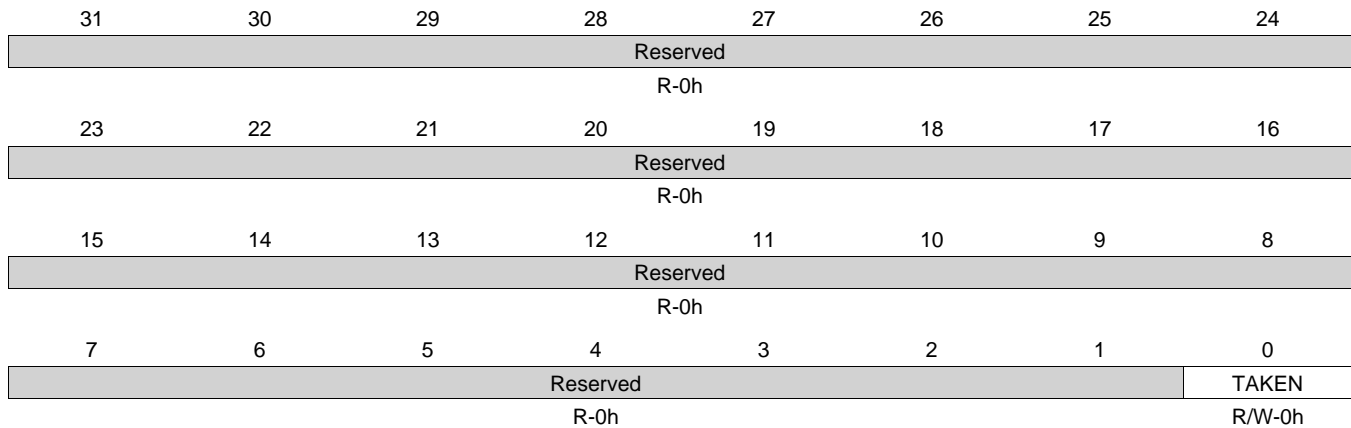 31 30 29 28 27 26 25 24
Reserved
R-0h
23 22 21 20 19 18 17 16
Reserved
R-0h
15 14 13 12 11 10 9 8
Reserved
R-0h
7 6 5 4 3 2 1 0
Reserved TAKEN
R-0h R/W-0h